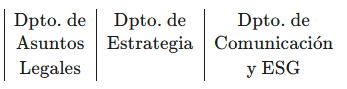 Dpto. de Asuntos Legales
Dpto. de Estrategia
Dpto. de Comunicación y ESG